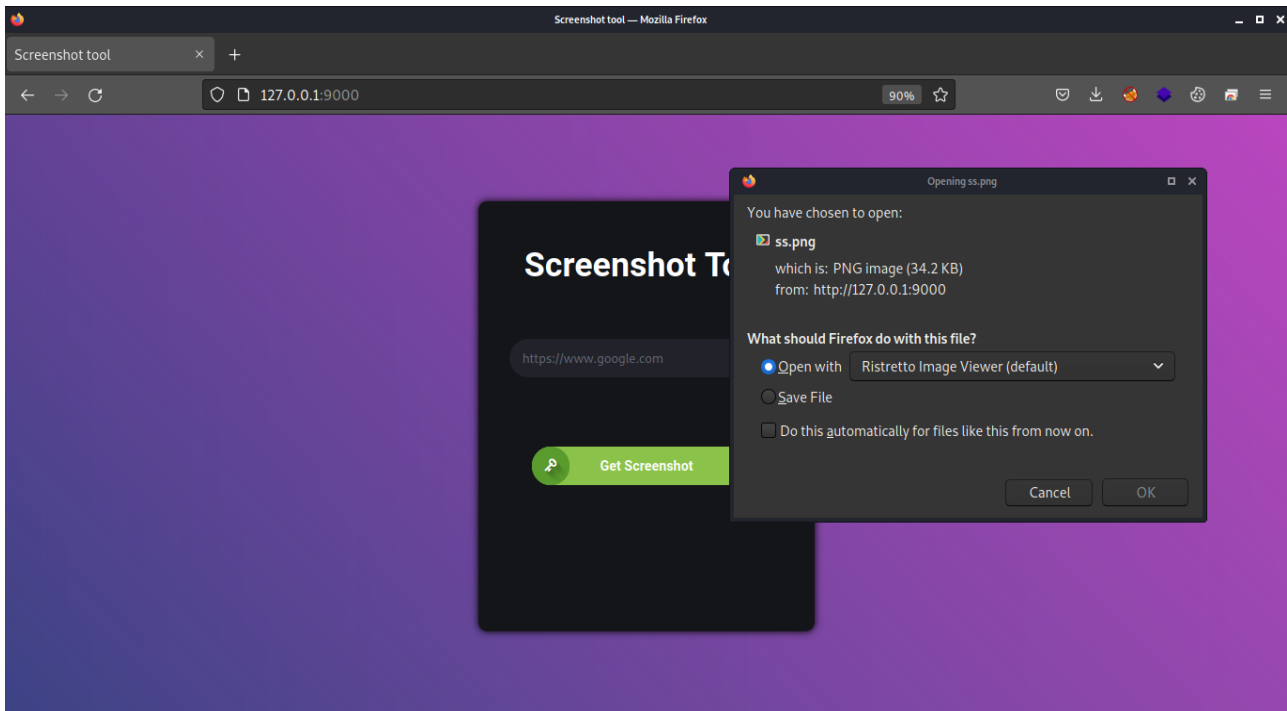 Screenshot tool — Mozilla Firefox
Screenshot tool
127.0.0.1:9000
90%
Screenshot To
https://www.google.com
Get Screenshot
Opening ss.png
You have chosen to open:
ss.png
which is: PNG image (34.2 KB)
from: http://127.0.0.1:9000
What should Firefox do with this file?
Open with Ristretto Image Viewer (default)
Save File
Do this automatically for files like this from now on.
Cancel OK